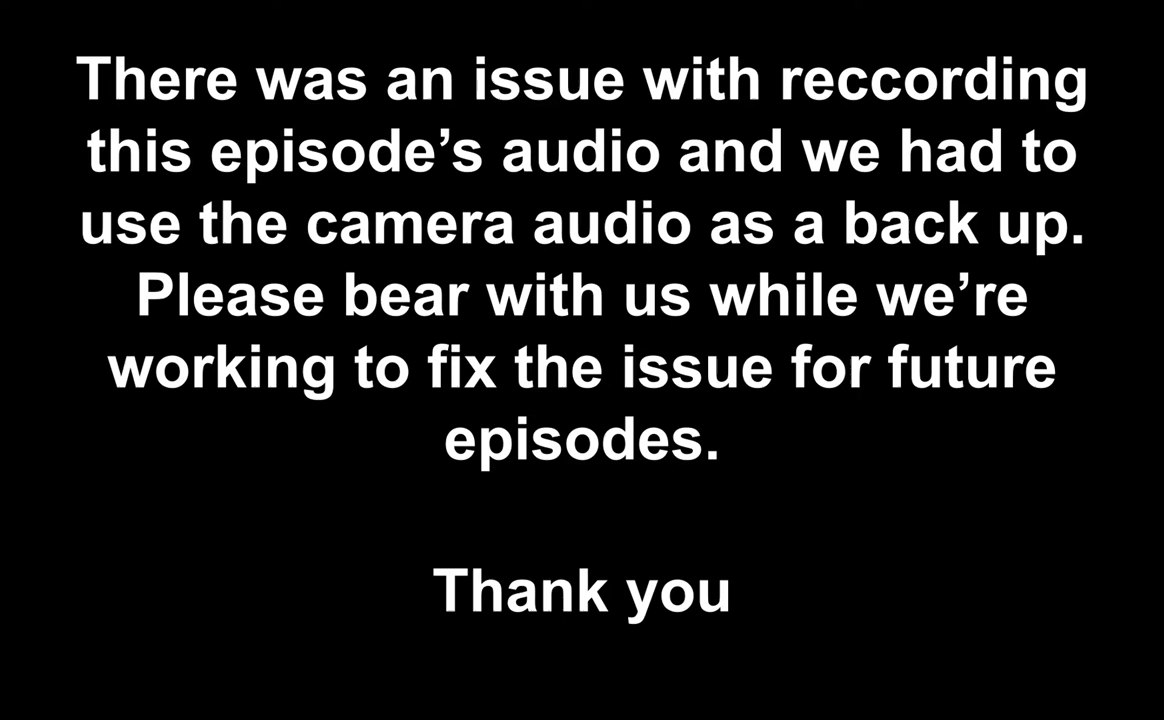 There was an issue with reccording
this episode’s audio and we had to
use the camera audio as a back up.
Please bear with us while we’re
working to fix the issue for future
episodes.
Thank you